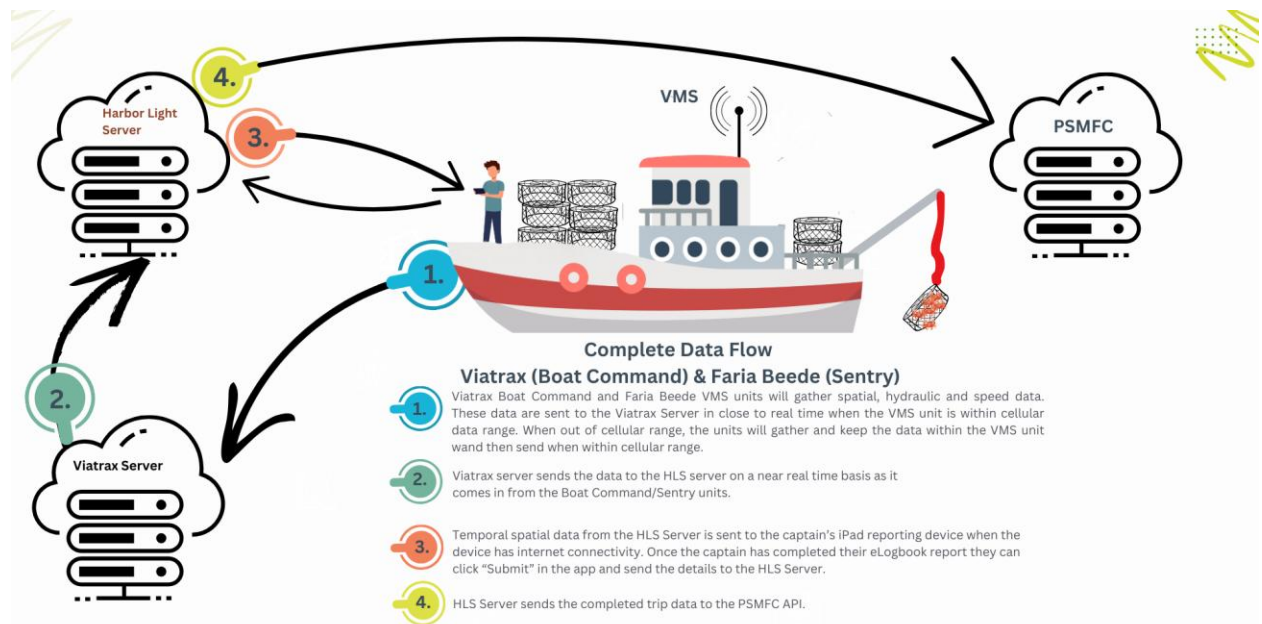 4.
Harbor Light
Server
3.
VMS
PSMFC
1.
2.
Viatrax Server
Complete Data Flow
Viatrax (Boat Command) & Faria Beede (Sentry)
1.
Viatrax Boat Command and Faria Beede VMS units will gather spatial, hydraulic and speed data.
These data are sent to the Viatrax Server in close to real time when the VMS unit is within cellular
data range. When out of cellular range, the units will gather and keep the data within the VMS unit
wand then send when within cellular range.
2.
Viatrax server sends the data to the HLS server on a near real time basis as it
comes in from the Boat Command/Sentry units.
3.
Temporal spatial data from the HLS Server is sent to the captain’s iPad reporting device when the
device has internet connectivity. Once the captain has completed their eLogbook report they can
click “Submit” in the app and send the details to the HLS Server.
4.
HLS Server sends the completed trip data to the PSMFC API.